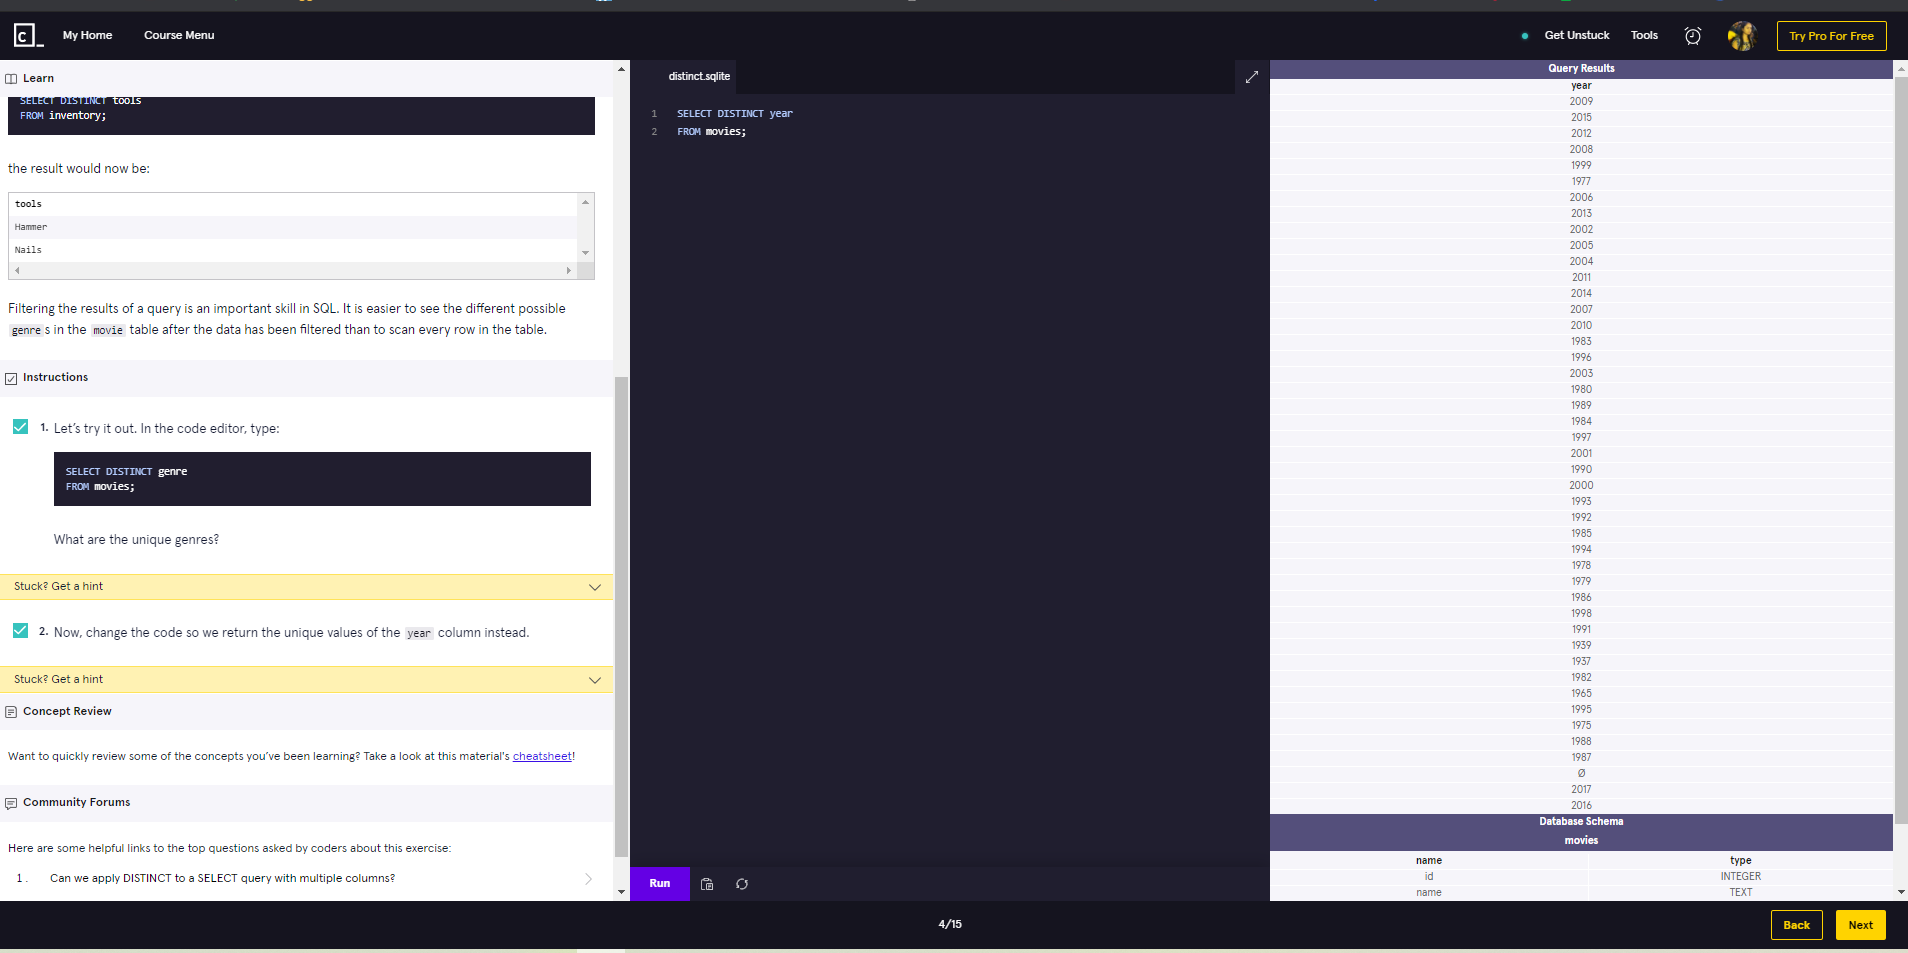 My Home
Course Menu
Get Unstuck
Tools
Try Pro For Free
Learn
SELECT DISTINCT tools
FROM inventory;
the result would now be:
tools
Hammer
Nails
Filtering the results of a query is an important skill in SQL. It is easier to see the different possible
genre s in the movie table after the data has been filtered than to scan every row in the table.
Instructions
1. Let's try it out. In the code editor, type:
SELECT DISTINCT genre
FROM movies;
What are the unique genres?
Stuck? Get a hint
2. Now, change the code so we return the unique values of the year column instead.
Stuck? Get a hint
Concept Review
Want to quickly review some of the concepts you've been learning? Take a look at this material's cheatsheet!
Community Forums
Here are some helpful links to the top questions asked by coders about this exercise:
1. Can we apply DISTINCT to a SELECT query with multiple columns?
distinct.sqlite
1 SELECT DISTINCT year
2 FROM movies;
Run
Query Results
year
2009
2015
2012
2008
1999
1977
2006
2013
2002
2005
2004
2011
2014
2007
2010
1983
1996
2003
1980
1989
1984
1997
2001
1990
2000
1993
1992
1985
1994
1978
1979
1986
1998
1991
1939
1937
1982
1965
1995
1975
1988
1987
Ø
2017
2016
Database Schema
movies
name type
id INTEGER
name TEXT
4/15
Back
Next